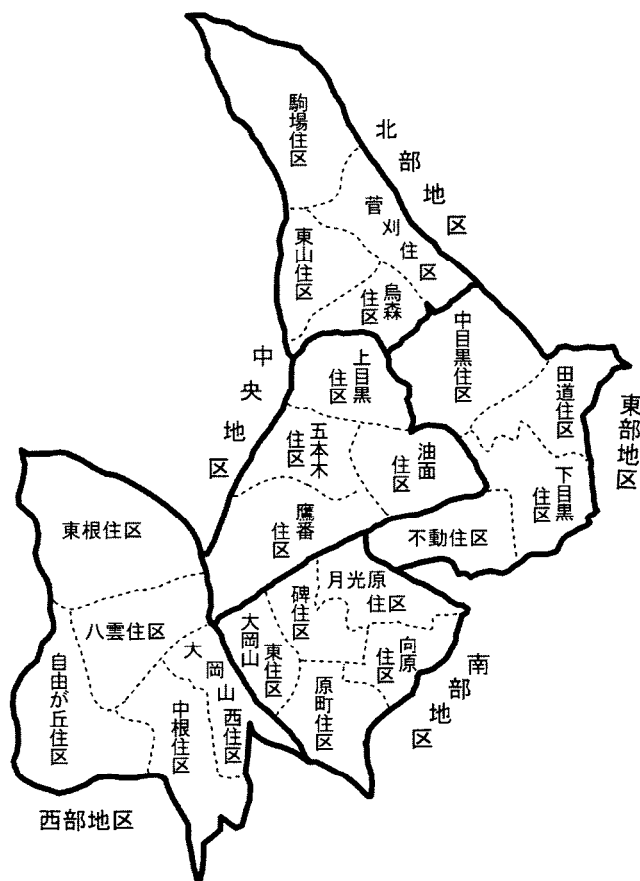 駒場住区
北部地区
菅刈住区
東山住区
烏森住区
中央地区
上目黒住区
中目黒住区
田道住区
東部地区
五本木住区
油面住区
下目黒住区
鷹番住区
不動住区
東根住区
月光原住区
碑住区
八雲住区
大岡山東住区
向原住区
南部地区
大岡山西住区
原町住区
自由が丘住区
中根住区
西部地区